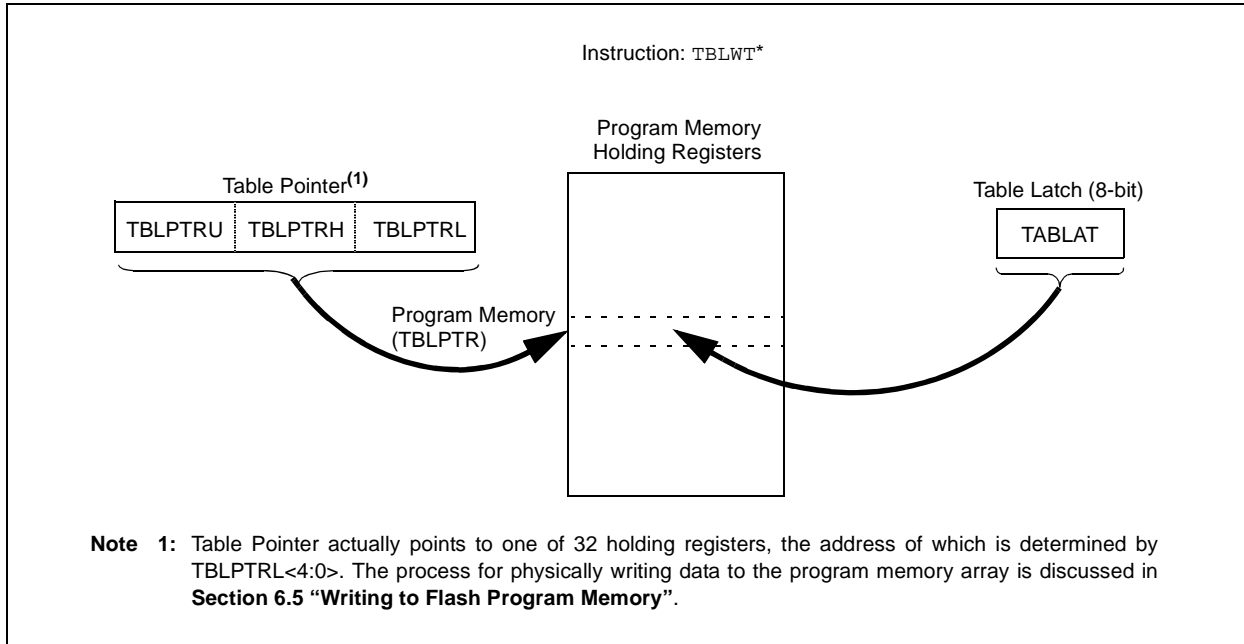 Instruction: TBLWT*
Program Memory
Holding Registers
Table Pointer(1)
TBLPTRU TBLPTRH TBLPTRL
Table Latch (8-bit)
TABLAT
Program Memory
(TBLPTR)
Note 1: Table Pointer actually points to one of 32 holding registers, the address of which is determined by
TBLPTRL<4:0>. The process for physically writing data to the program memory array is discussed in
Section 6.5 “Writing to Flash Program Memory”.